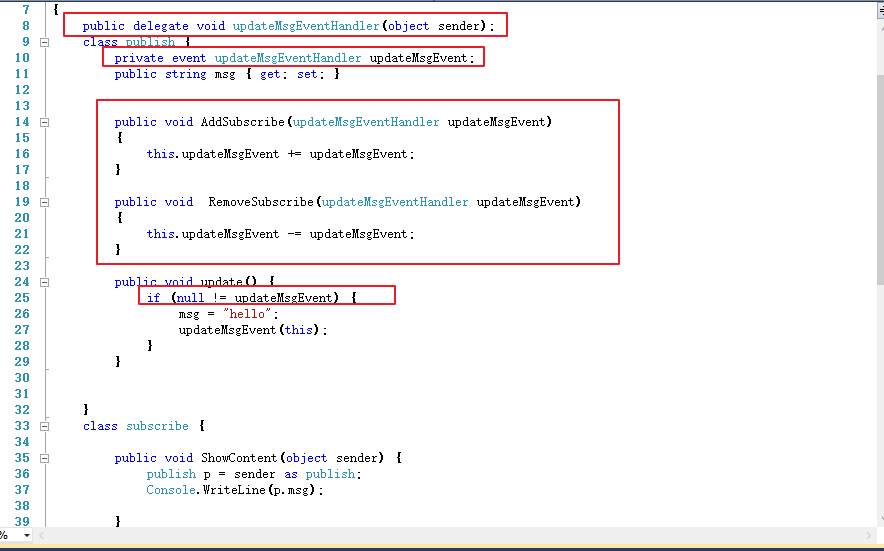 7 {
8 public delegate void updateMsgEventHandler(object sender);
9 class publish {
10 private event updateMsgEventHandler updateMsgEvent;
11 public string msg { get; set; }
12
13
14 public void AddSubscribe(updateMsgEventHandler updateMsgEvent)
15 {
16 this.updateMsgEvent += updateMsgEvent;
17 }
18
19 public void  RemoveSubscribe(updateMsgEventHandler updateMsgEvent)
20 {
21 this.updateMsgEvent -= updateMsgEvent;
22 }
23
24 public void update() {
25 if (null != updateMsgEvent) {
26 msg = "hello";
27 updateMsgEvent(this);
28 }
29 }
30
31
32 }
33 class subscribe {
34
35 public void ShowContent(object sender) {
36 publish p = sender as publish;
37 Console.WriteLine(p.msg);
38
39 }
%